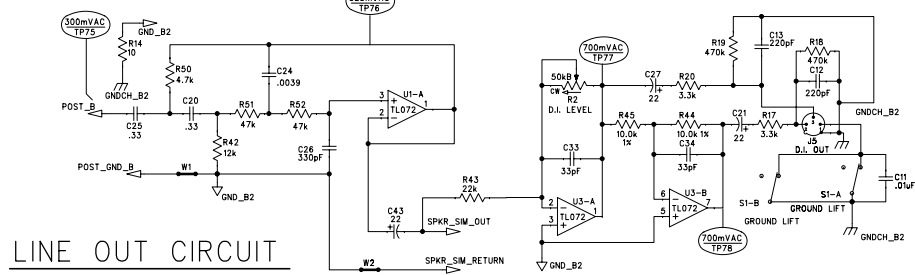 300mVAC
TP75
GND_B2
R14
10
GNDCH_B2
POST_B
C25
.33
R50
4.7k
C20
.33
R42
12k
GND_B2
POST_GND_B
W1
C24
.0039
R51
47k
R52
47k
C26
330pF
TP76
3
2
1
U1-A
TL072
C43
22
SPKR_SIM_OUT
W2
SPKR_SIM_RETURN
R43
22k
50kB
CW
R2
D.I. LEVEL
C33
33pF
2
3
1
U3-A
TL072
GND_B2
700mVAC
TP77
R45
10.0k
1%
R44
10.0k 1%
C34
33pF
6
5
7
U3-B
TL072
700mVAC
TP78
C27
22
R20
3.3k
C21
22
R17
3.3k
R19
470k
C13
220pF
R18
470k
C12
220pF
GNDCH_B2
J5
D.I. OUT
S1-B
GROUND LIFT
S1-A
GROUND LIFT
C11
.01uF
GNDCH_B2
LINE OUT CIRCUIT